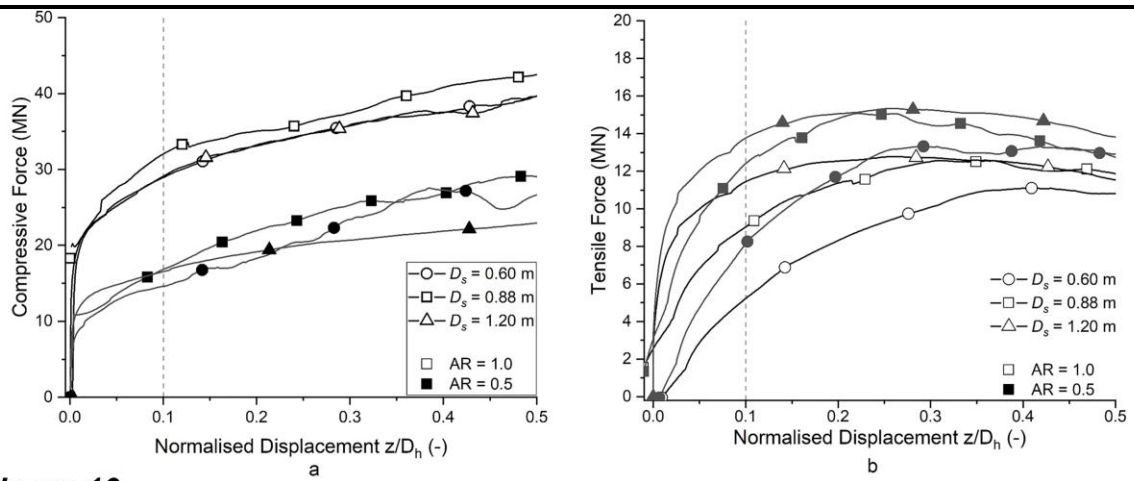 50
40
30
20
10
0
Compressive Force (MN)
0.0 0.1 0.2 0.3 0.4 0.5
Normalised Displacement z/Dh (-)
a
Ds = 0.60 m
Ds = 0.88 m
Ds = 1.20 m
AR = 1.0
AR = 0.5
20
18
16
14
12
10
8
6
4
2
0
Tensile Force (MN)
0.0 0.1 0.2 0.3 0.4 0.5
Normalised Displacement z/Dh (-)
b
Ds = 0.60 m
Ds = 0.88 m
Ds = 1.20 m
AR = 1.0
AR = 0.5